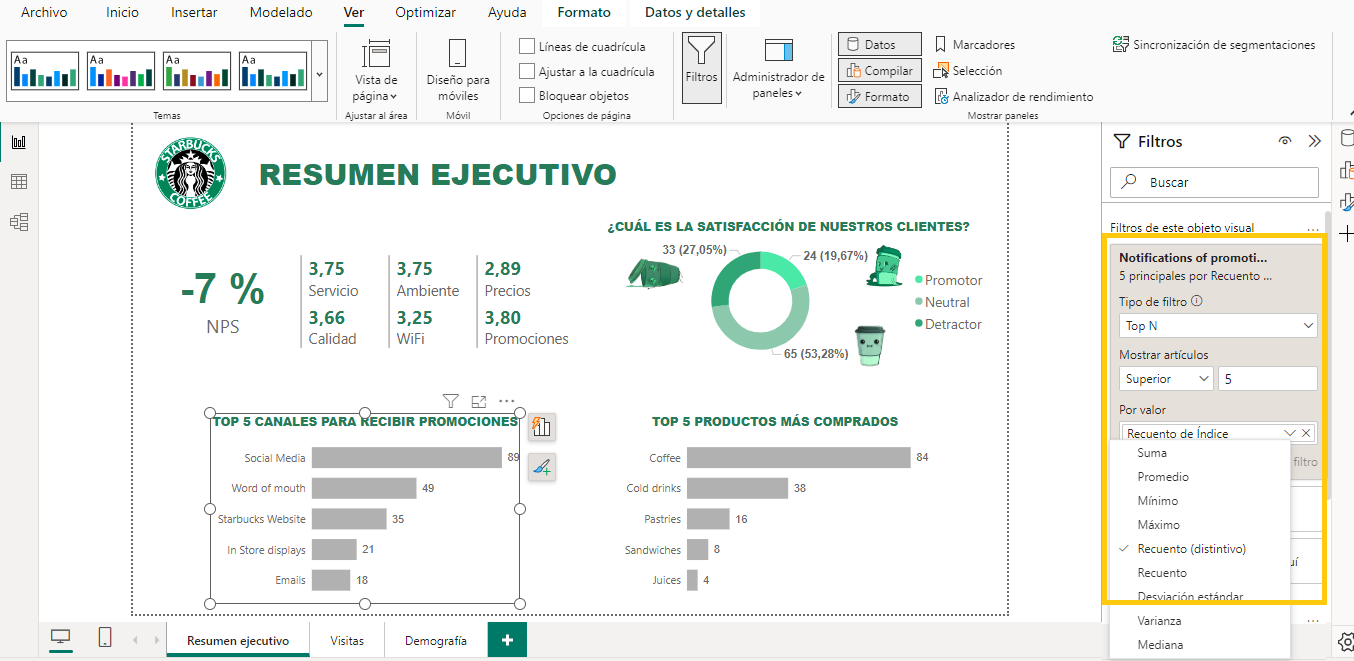 Archivo Inicio Insertar Modelado Ver Optimizar Ayuda Formato Datos y detalles
Aa Aa Aa Aa
Temas
Vista de página
Ajustar al área
Diseño para móviles
Móvil
Líneas de cuadrícula
Ajustar a la cuadrícula
Bloquear objetos
Opciones de página
Filtros
Administrador de paneles
Datos
Compilar
Formato
Marcadores
Selección
Analizador de rendimiento
Sincronización de segmentaciones
Mostrar paneles
STARBUCKS
COFFEE
RESUMEN EJECUTIVO
-7 %
NPS
3,75
Servicio
3,66
Calidad
3,75
Ambiente
3,25
WiFi
2,89
Precios
3,80
Promociones
¿CUÁL ES LA SATISFACCIÓN DE NUESTROS CLIENTES?
33 (27,05%)
24 (19,67%)
65 (53,28%)
Promotor
Neutral
Detractor
TOP 5 CANALES PARA RECIBIR PROMOCIONES
Social Media 89
Word of mouth 49
Starbucks Website 35
In Store displays 21
Emails 18
TOP 5 PRODUCTOS MÁS COMPRADOS
Coffee 84
Cold drinks 38
Pastries 16
Sandwiches 8
Juices 4
Filtros
Buscar
Filtros de este objeto visual ...
Notifications of promoti...
5 principales por Recuento ...
Tipo de filtro
Top N
Mostrar artículos
Superior 5
Por valor
Recuento de Índice
filtro
Suma
Promedio
Mínimo
Máximo
Recuento (distintivo)
Recuento
Desviación estándar
Varianza
Mediana
Resumen ejecutivo Visitas Demografía +